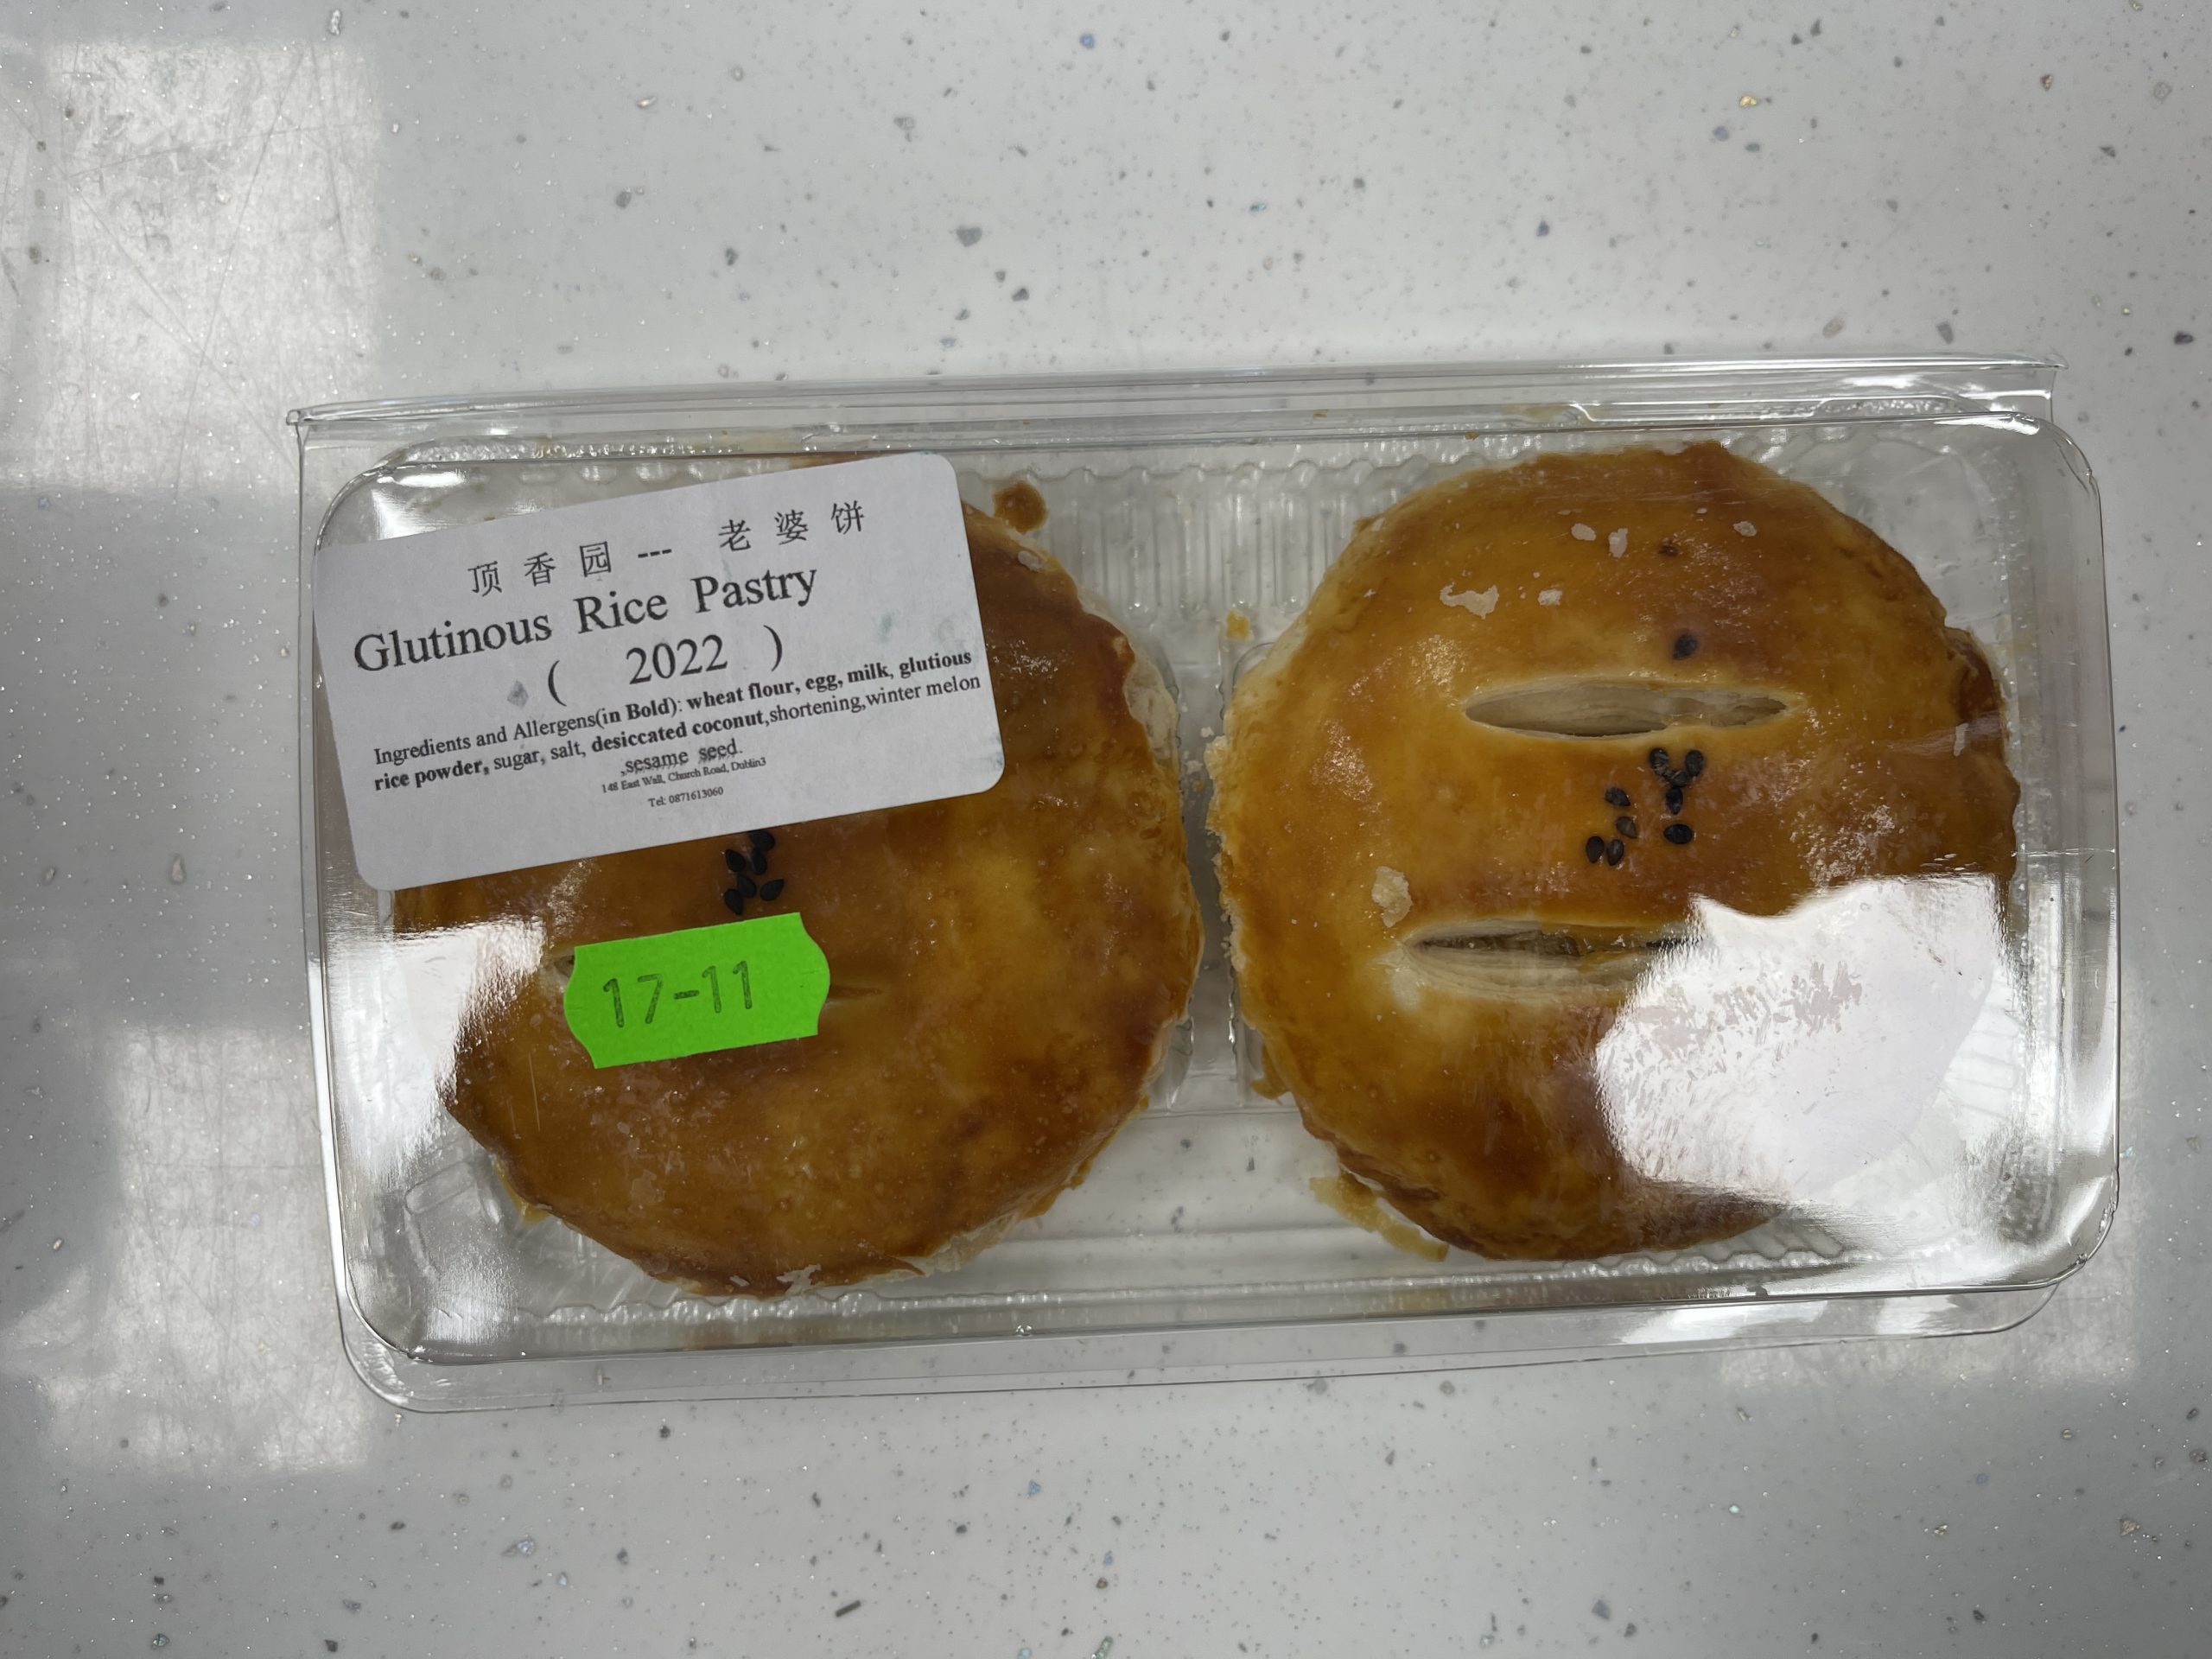 顶香园--- 老婆饼
Glutinous Rice Pastry
( 2022 )
Ingredients and Allergens(in Bold): wheat flour, egg, milk, glutious
rice powder, sugar, salt, desiccated coconut,shortening,winter melon
,sesame seed.
148 East Wall, Church Road, Dublin3
Tel: 0871613060
17-11